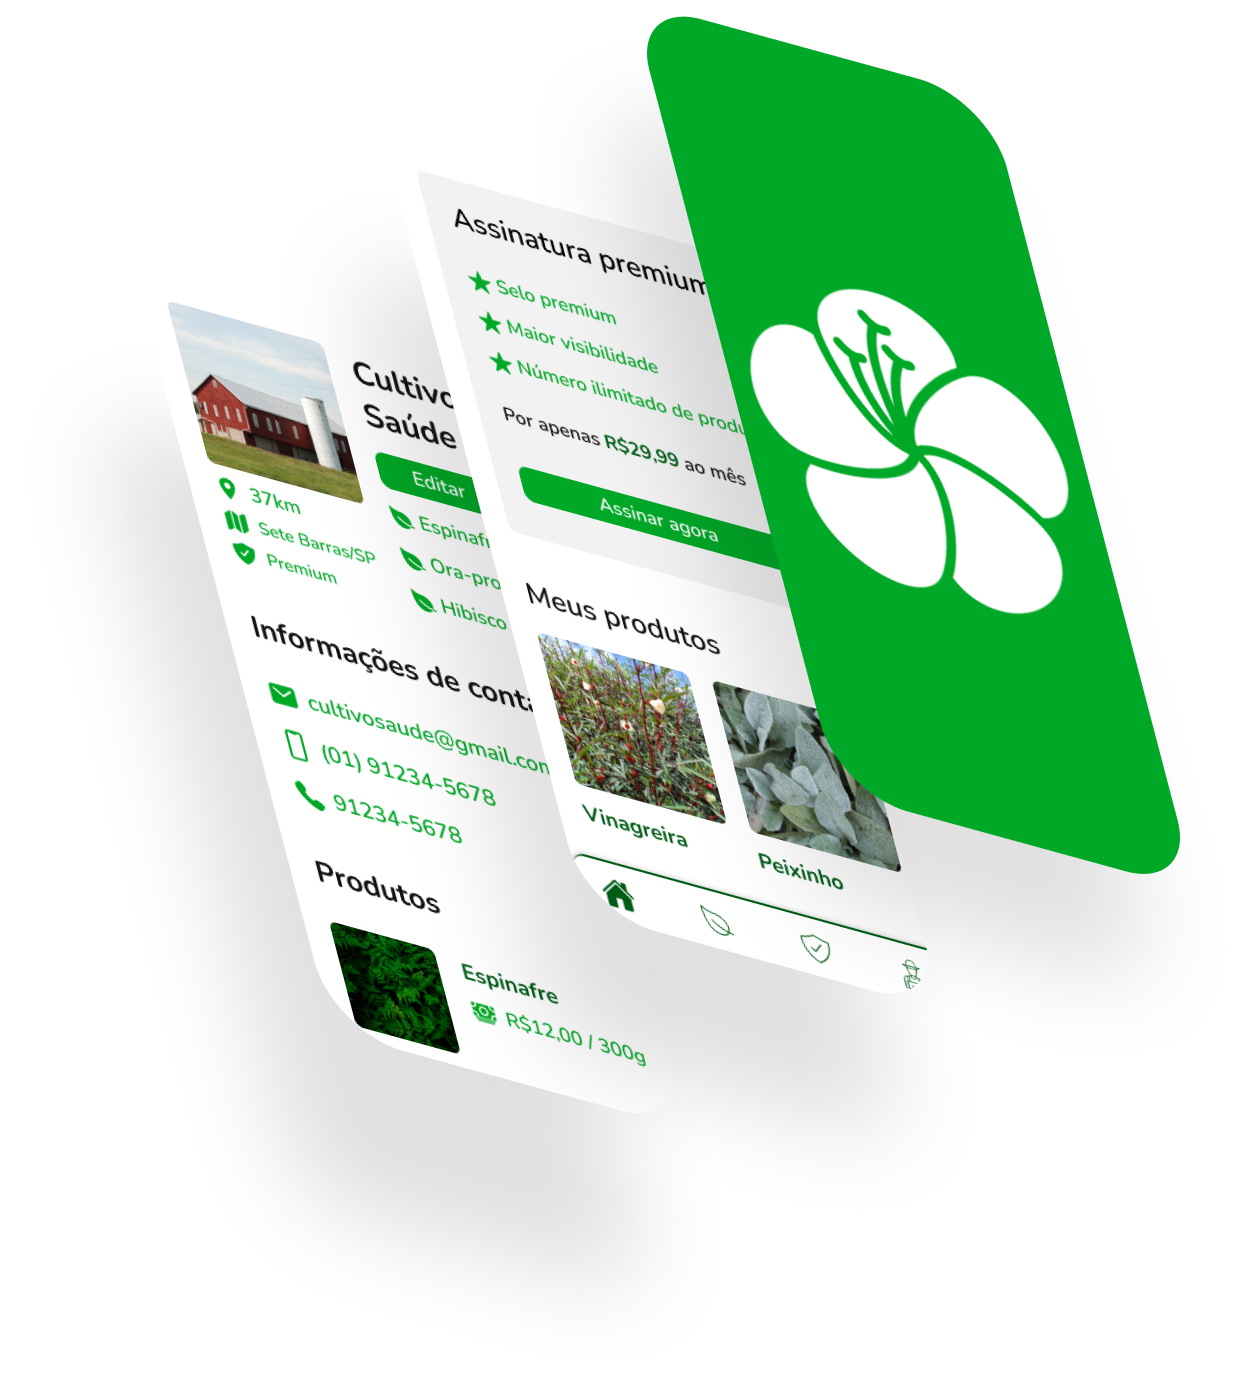 Cultivo
Saúde
Editar
37km
Sete Barras/SP
Premium
Ora-pro
Hibisco
Informações de conta
cultivosaude@gmail.com
(01) 91234-5678
91234-5678
Produtos
Espinafre
R$12,00 / 300g
Assinatura premium
Selo premium
Maior visibilidade
Número ilimitado de produ
Por apenas R$29,99 ao mês
Assinar agora
Meus produtos
Vinagreira
Peixinho